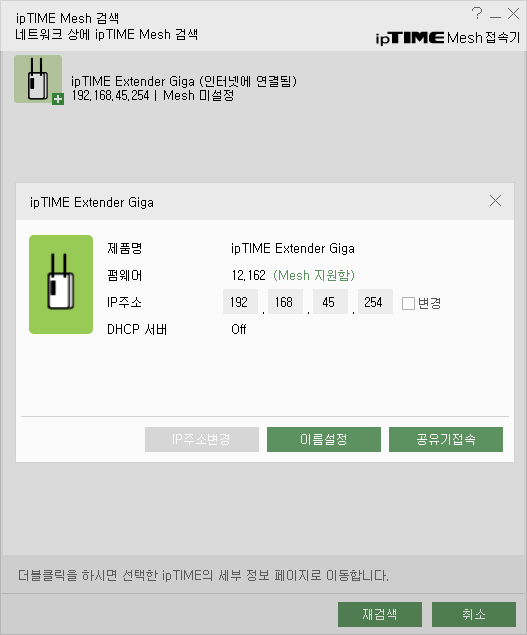 ipTIME Mesh 검색
네트워크 상에 ipTIME Mesh 검색
ipTIME Mesh 접속기
ipTIME Extender Giga (인터넷에 연결됨)
192,168,45,254 | Mesh 미설정
ipTIME Extender Giga
제품명 ipTIME Extender Giga
펌웨어 12,162 (Mesh 지원함)
IP주소 192 . 168 . 45 . 254 변경
DHCP 서버 Off
IP주소변경 이름설정 공유기접속
더블클릭을 하시면 선택한 ipTIME의 세부 정보 페이지로 이동합니다.
재검색 취소